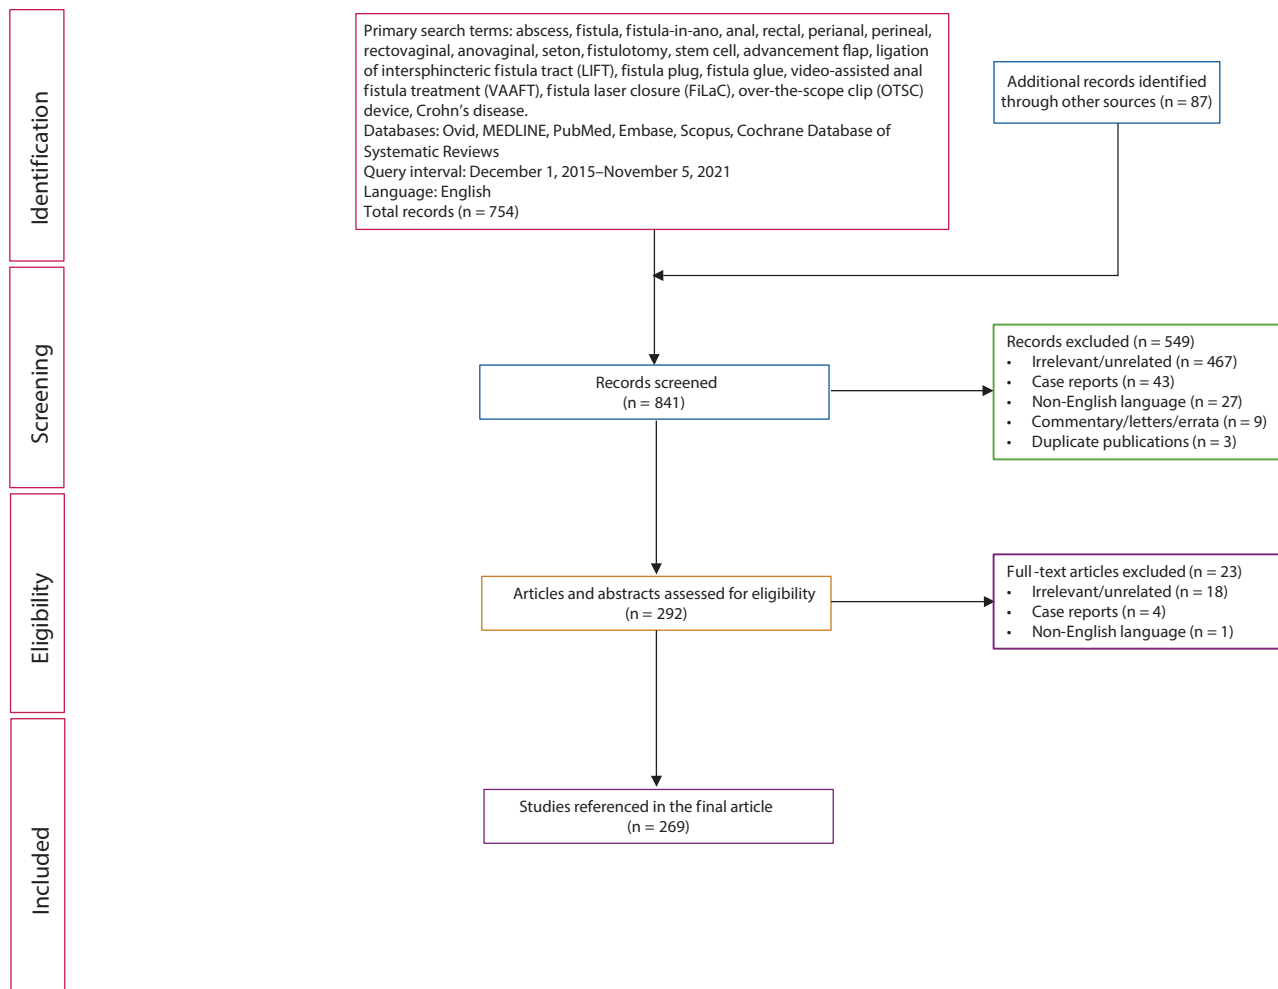 Identification
Primary search terms: abscess, fistula, fistula-in-ano, anal, rectal, perianal, perineal,
rectovaginal, anovaginal, seton, fistulotomy, stem cell, advancement flap, ligation
of intersphincteric fistula tract (LIFT), fistula plug, fistula glue, video-assisted anal
fistula treatment (VAAFT), fistula laser closure (FiLaC), over-the-scope clip (OTSC)
device, Crohn's disease.
Databases: Ovid, MEDLINE, PubMed, Embase, Scopus, Cochrane Database of
Systematic Reviews
Query interval: December 1, 2015–November 5, 2021
Language: English
Total records (n = 754)
Additional records identified
through other sources (n = 87)
Screening
Records screened
(n = 841)
Records excluded (n = 549)
• Irrelevant/unrelated (n = 467)
• Case reports (n = 43)
• Non-English language (n = 27)
• Commentary/letters/errata (n = 9)
• Duplicate publications (n = 3)
Eligibility
Articles and abstracts assessed for eligibility
(n = 292)
Full-text articles excluded (n = 23)
• Irrelevant/unrelated (n = 18)
• Case reports (n = 4)
• Non-English language (n = 1)
Included
Studies referenced in the final article
(n = 269)